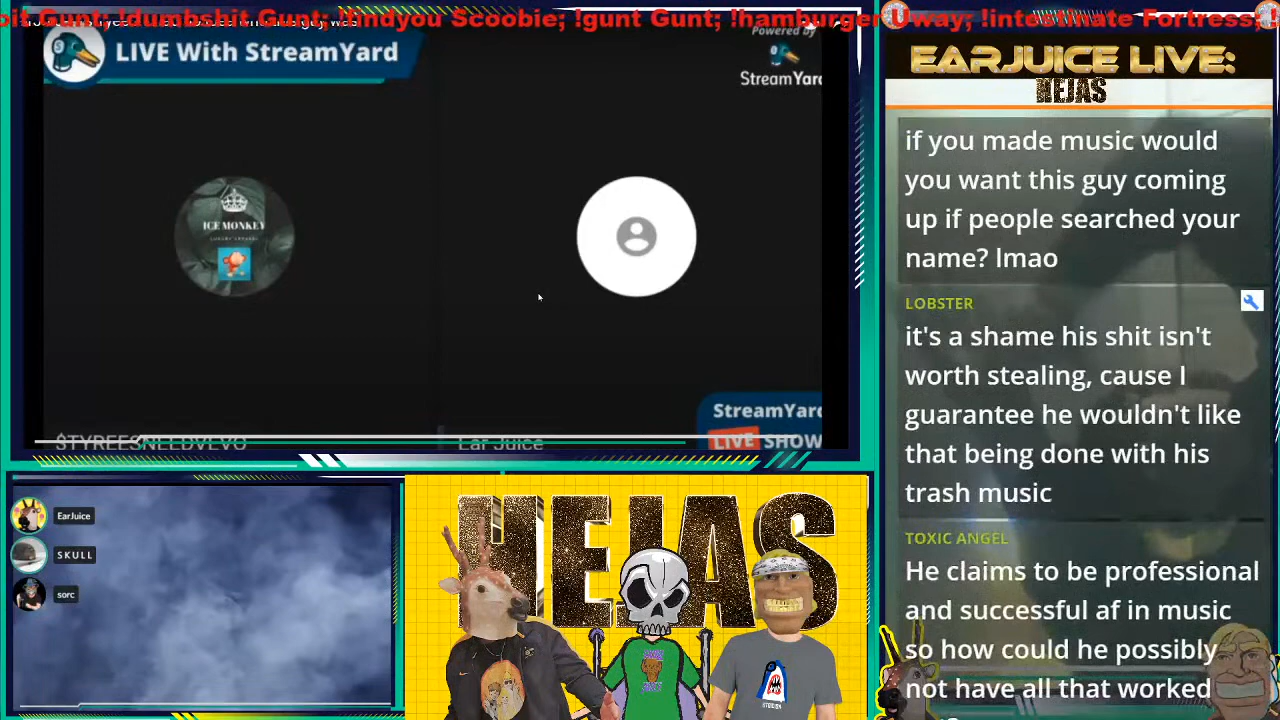 bit Gunt; !dumbshit Gunt; !findyou Scoobie; !gunt Gunt; !hamburger Uway; !intestinate Fortress; !
LIVE With StreamYard
Powered by
StreamYard
ICE MONKEY
StreamYard
LIVE SHOW
$TYREESNEEDVEVO
Ear Juice
EarJuice
SKULL
sorc
HEJAS
EARJUICE LIVE:
HEJAS
if you made music would
you want this guy coming
up if people searched your
name? lmao
LOBSTER
it's a shame his shit isn't
worth stealing, cause I
guarantee he wouldn't like
that being done with his
trash music
TOXIC ANGEL
He claims to be professional
and successful af in music
so how could he possibly
not have all that worked